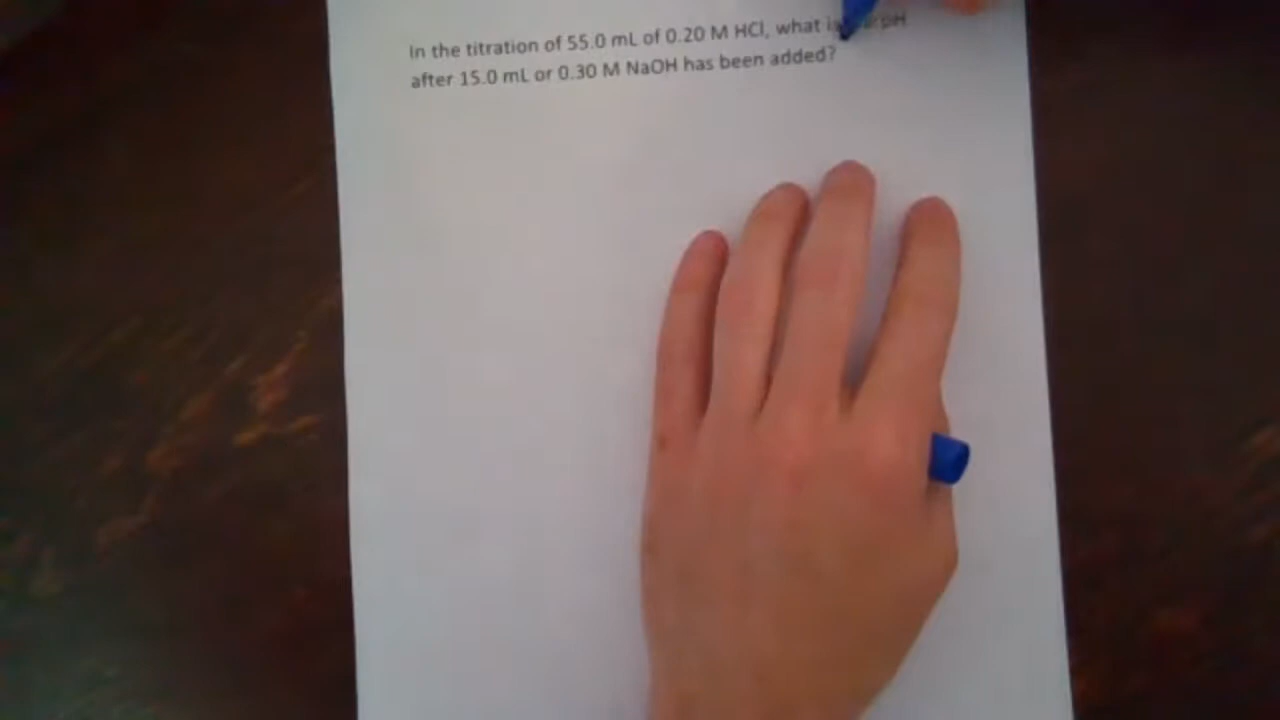 In the titration of 55.0 mL of 0.20 M HCl, what is pH
after 15.0 mL or 0.30 M NaOH has been added?